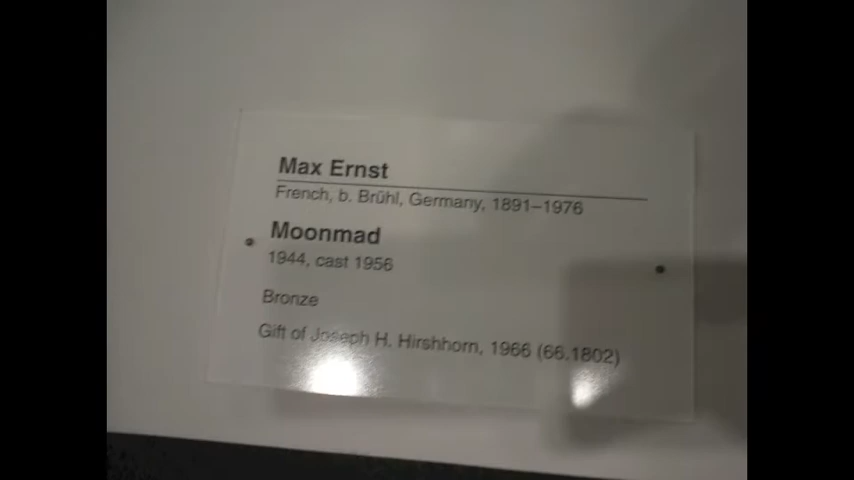 Max Ernst
French, b. Brühl, Germany, 1891–1976
Moonmad
1944, cast 1956
Bronze
Gift of Joseph H. Hirshhorn, 1966 (66.1802)